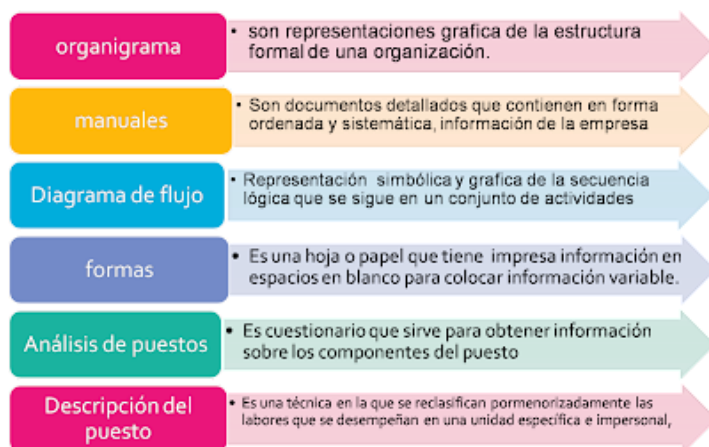 organigrama
• son representaciones grafica de la estructura
formal de una organización.
manuales
• Son documentos detallados que contienen en forma
ordenada y sistemática, información de la empresa
Diagrama de flujo
• Representación simbólica y grafica de la secuencia
lógica que se sigue en un conjunto de actividades
formas
• Es una hoja o papel que tiene impresa información en
espacios en blanco para colocar información variable.
Análisis de puestos
• Es cuestionario que sirve para obtener información
sobre los componentes del puesto
Descripción del
puesto
• Es una técnica en la que se reclasifican pormenorizadamente las
labores que se desempeñan en una unidad específica e impersonal,